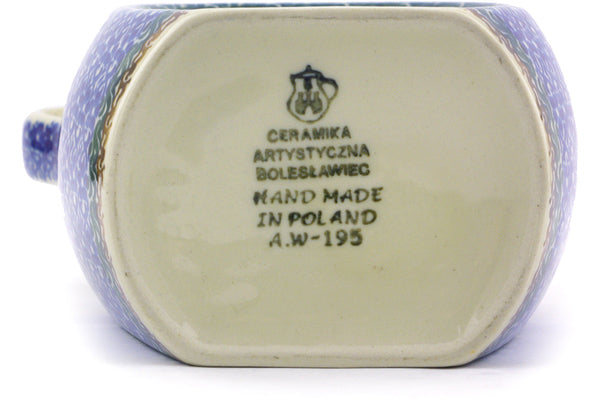 CERAMIKA
ARTYSTYCZNA
BOLESŁAWIEC
HAND MADE
IN POLAND
A.W-195